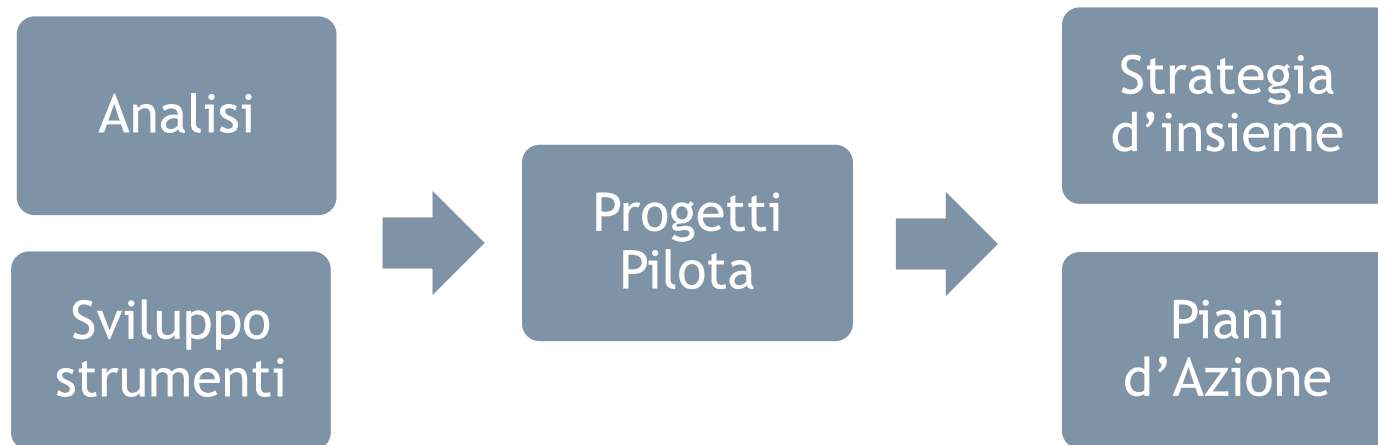 Analisi
Sviluppo
strumenti
Progetti
Pilota
Strategia
d’insieme
Piani
d’Azione